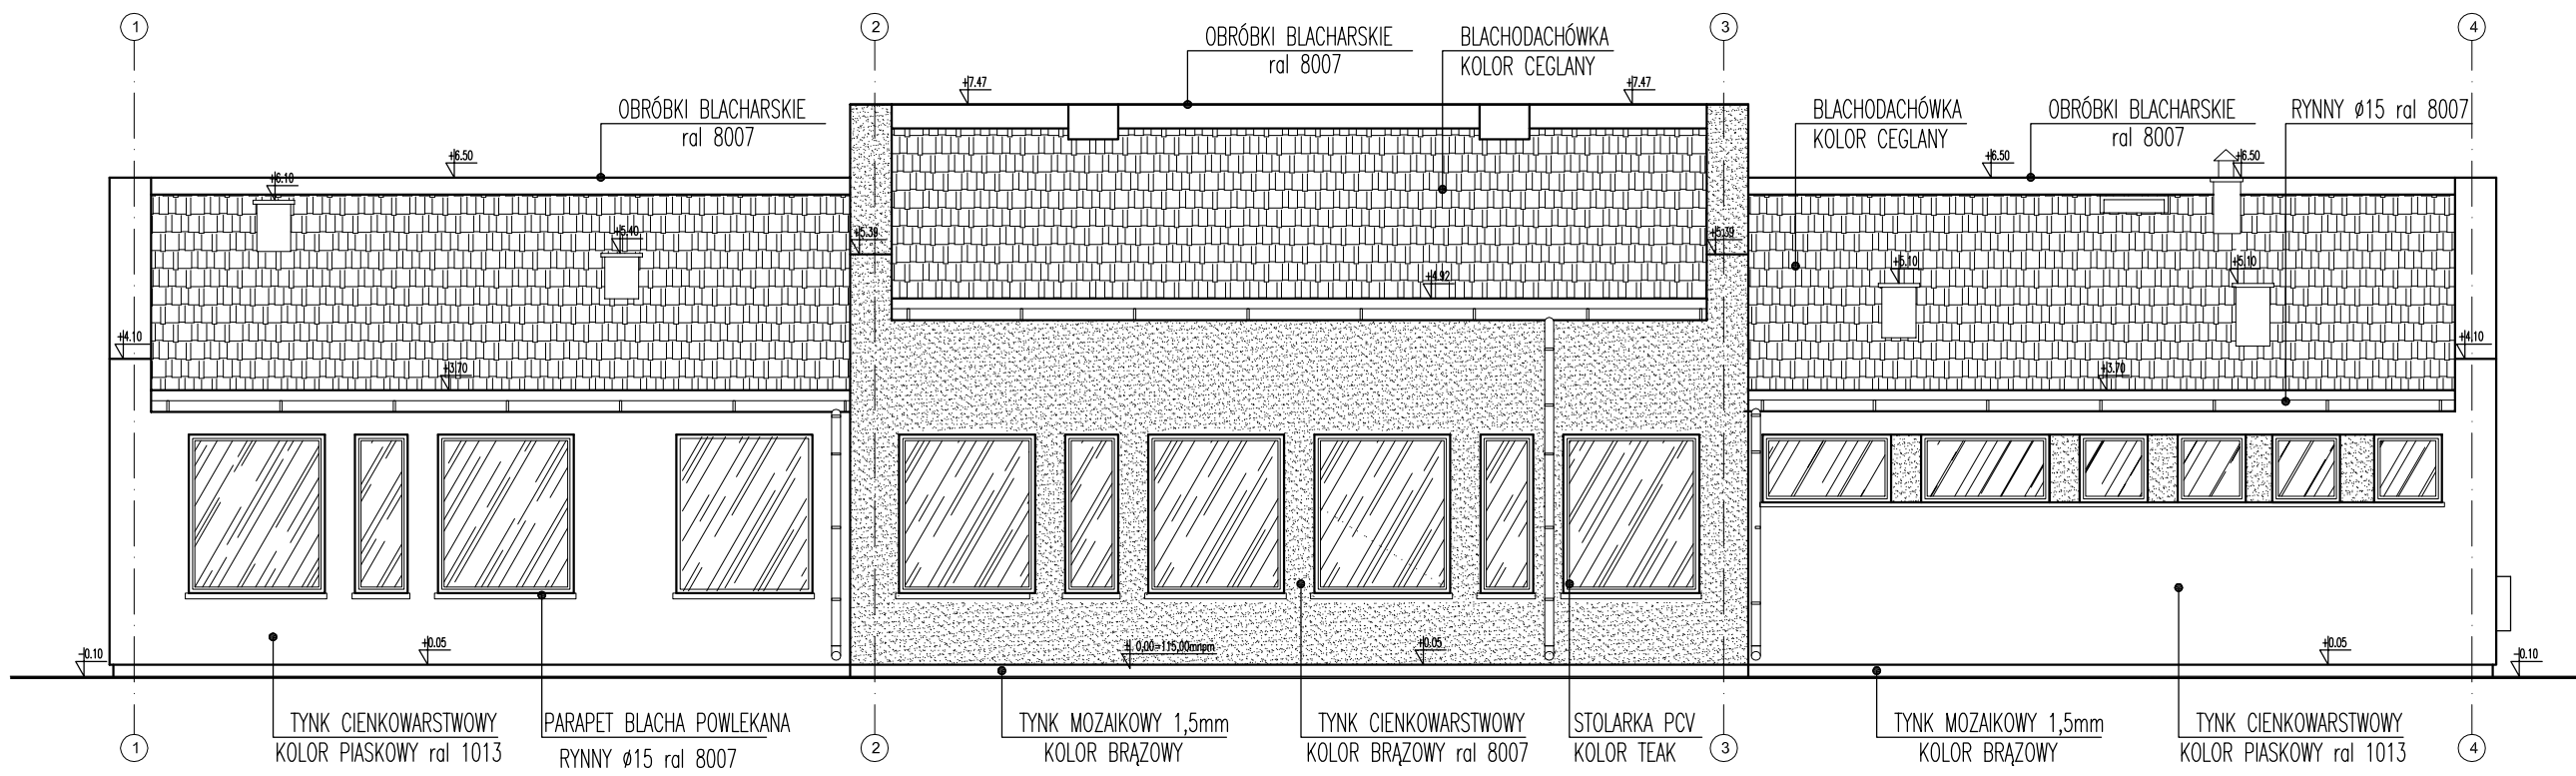 1
2
3
4
OBRÓBKI BLACHARSKIE
ral 8007
BLACHODACHÓWKA
KOLOR CEGLANY
+7.47
+7.47
OBRÓBKI BLACHARSKIE
ral 8007
BLACHODACHÓWKA
KOLOR CEGLANY
OBRÓBKI BLACHARSKIE
ral 8007
RYNNY ø15 ral 8007
+6.50
+6.50
+6.50
+6.10
+5.40
+5.39
+5.39
+5.10
+5.10
+4.92
+4.10
+4.10
+3.70
+3.70
-0.10
+0.05
± 0,00=115,00mnpm
+0.05
+0.05
-0.10
TYNK CIENKOWARSTWOWY
KOLOR PIASKOWY ral 1013
PARAPET BLACHA POWLEKANA
RYNNY ø15 ral 8007
TYNK MOZAIKOWY 1,5mm
KOLOR BRĄZOWY
TYNK CIENKOWARSTWOWY
KOLOR BRĄZOWY ral 8007
STOLARKA PCV
KOLOR TEAK
TYNK MOZAIKOWY 1,5mm
KOLOR BRĄZOWY
TYNK CIENKOWARSTWOWY
KOLOR PIASKOWY ral 1013
1
2
3
4